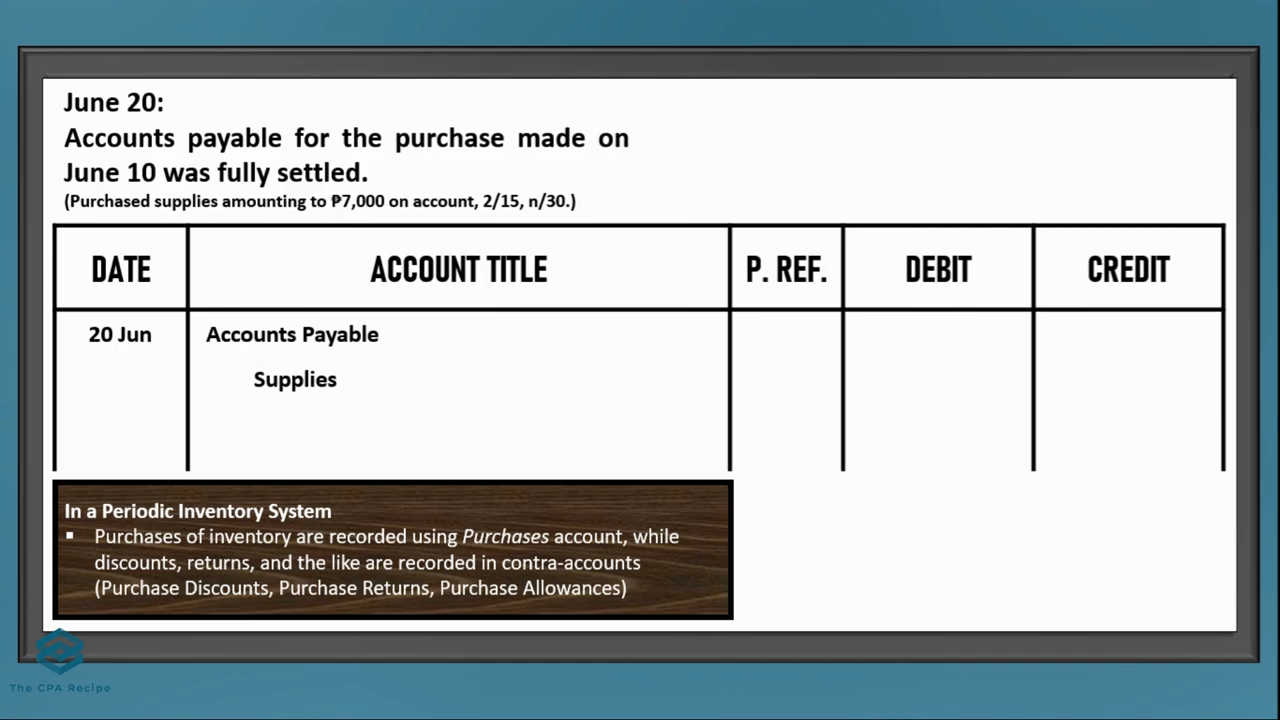 June 20:
Accounts payable for the purchase made on
June 10 was fully settled.
(Purchased supplies amounting to ₱7,000 on account, 2/15, n/30.)
DATE ACCOUNT TITLE P. REF. DEBIT CREDIT
20 Jun Accounts Payable
Supplies
In a Periodic Inventory System
▪ Purchases of inventory are recorded using Purchases account, while
discounts, returns, and the like are recorded in contra-accounts
(Purchase Discounts, Purchase Returns, Purchase Allowances)
The CPA Recipe